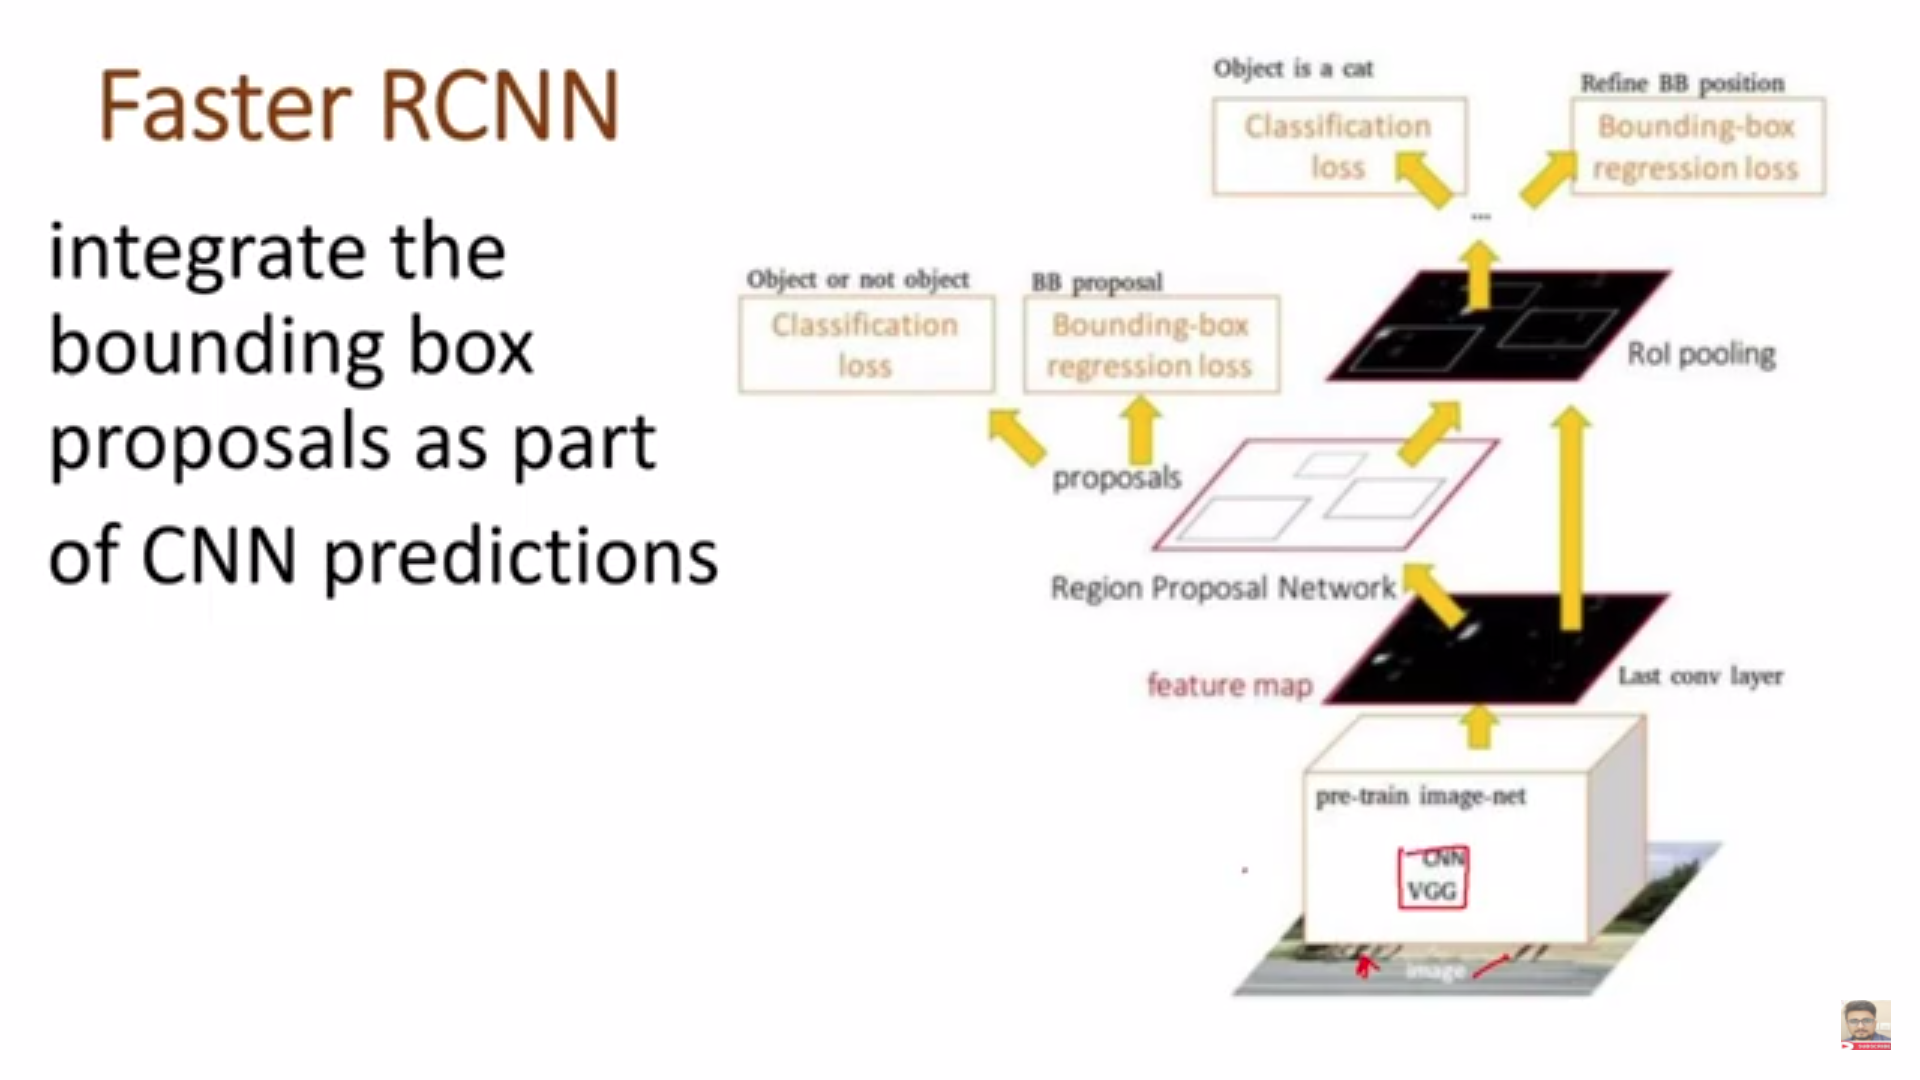 Faster RCNN
integrate the
bounding box
proposals as part
of CNN predictions
Object is a cat
Classification
loss
Refine BB position
Bounding-box
regression loss
...
Object or not object
Classification
loss
BB proposal
Bounding-box
regression loss
RoI pooling
proposals
Region Proposal Network
feature map
Last conv layer
pre-train image-net
CNN
VGG
image
SUBSCRIBE